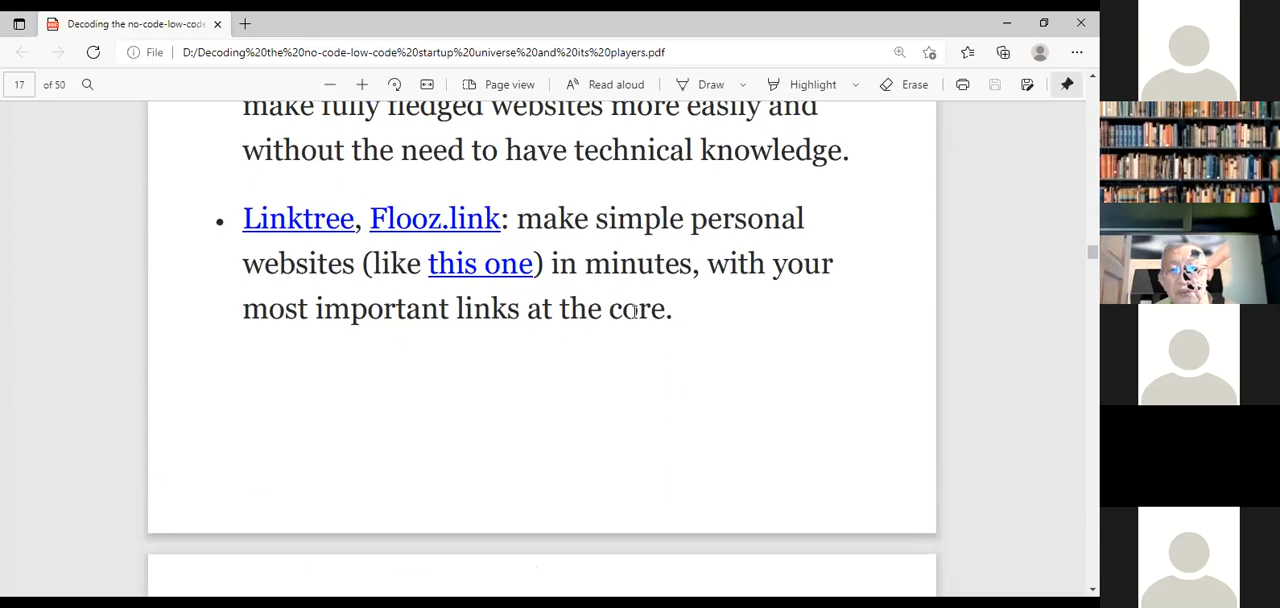 Decoding the no-code-low-code
File D:/Decoding%20the%20no-code-low-code%20startup%20universe%20and%20its%20players.pdf
17 of 50 Page view Read aloud Draw Highlight Erase
make fully fledged websites more easily and
without the need to have technical knowledge.
• Linktree, Flooz.link: make simple personal
websites (like this one) in minutes, with your
most important links at the core.